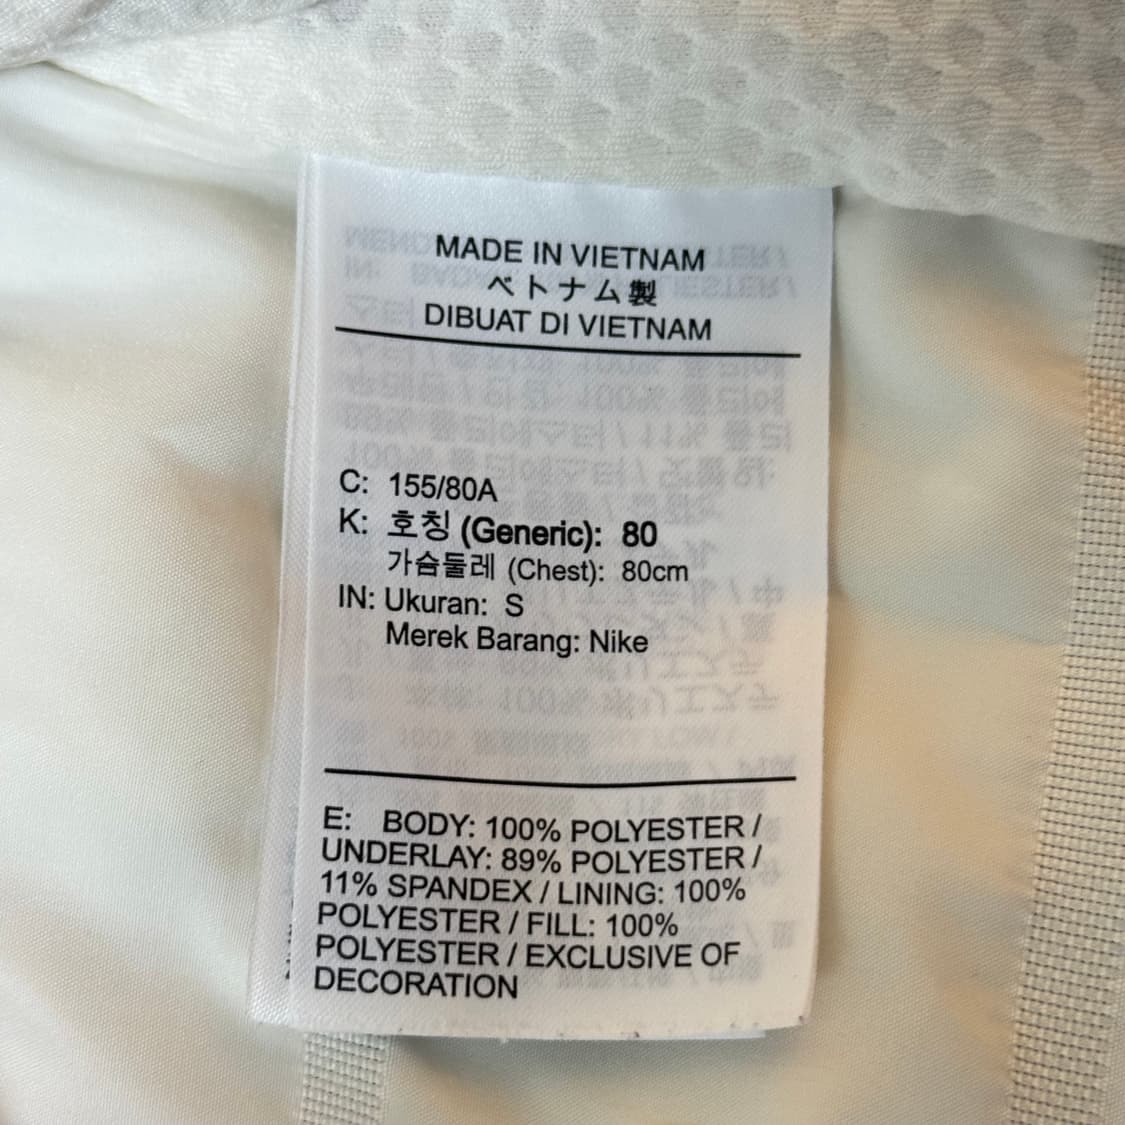 MADE IN VIETNAM
ベトナム製
DIBUAT DI VIETNAM
C: 155/80A
K: 호칭 (Generic): 80
가슴둘레 (Chest): 80cm
IN: Ukuran: S
Merek Barang: Nike
E: BODY: 100% POLYESTER /
UNDERLAY: 89% POLYESTER /
11% SPANDEX / LINING: 100%
POLYESTER / FILL: 100%
POLYESTER / EXCLUSIVE OF
DECORATION